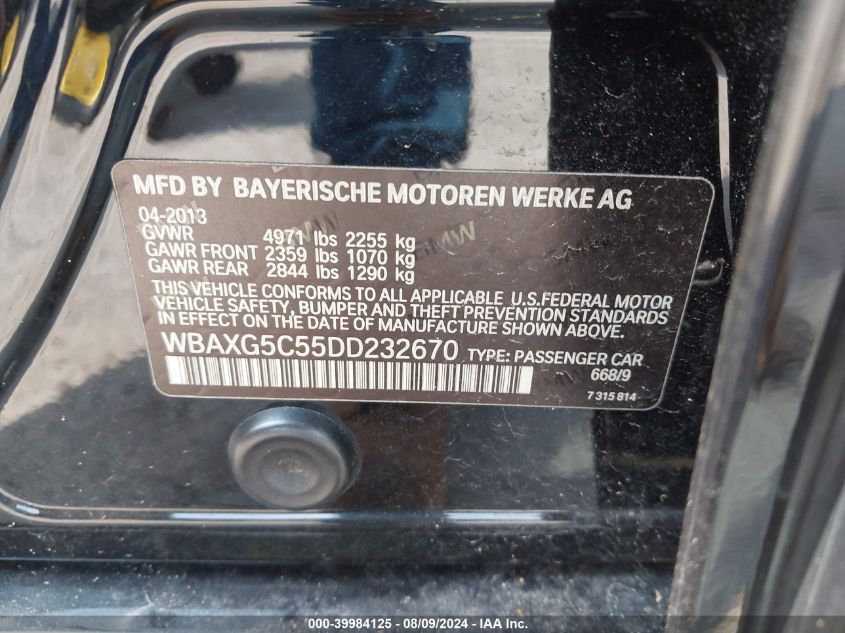 MFD BY BAYERISCHE MOTOREN WERKE AG
04-2013
GVWR 4971 lbs 2255 kg
GAWR FRONT 2359 lbs 1070 kg
GAWR REAR 2844 lbs 1290 kg
THIS VEHICLE CONFORMS TO ALL APPLICABLE U.S.FEDERAL MOTOR
VEHICLE SAFETY, BUMPER AND THEFT PREVENTION STANDARDS
IN EFFECT ON THE DATE OF MANUFACTURE SHOWN ABOVE.
WBAXG5C55DD232670 TYPE: PASSENGER CAR
668/9
7 315 814
BMW
000-39984125 - 08/09/2024 - IAA Inc.